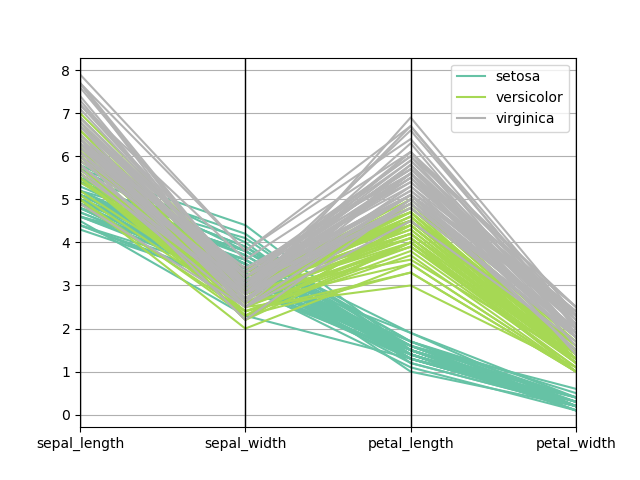 8
7
6
5
4
3
2
1
0
setosa
versicolor
virginica
sepal_length
sepal_width
petal_length
petal_width